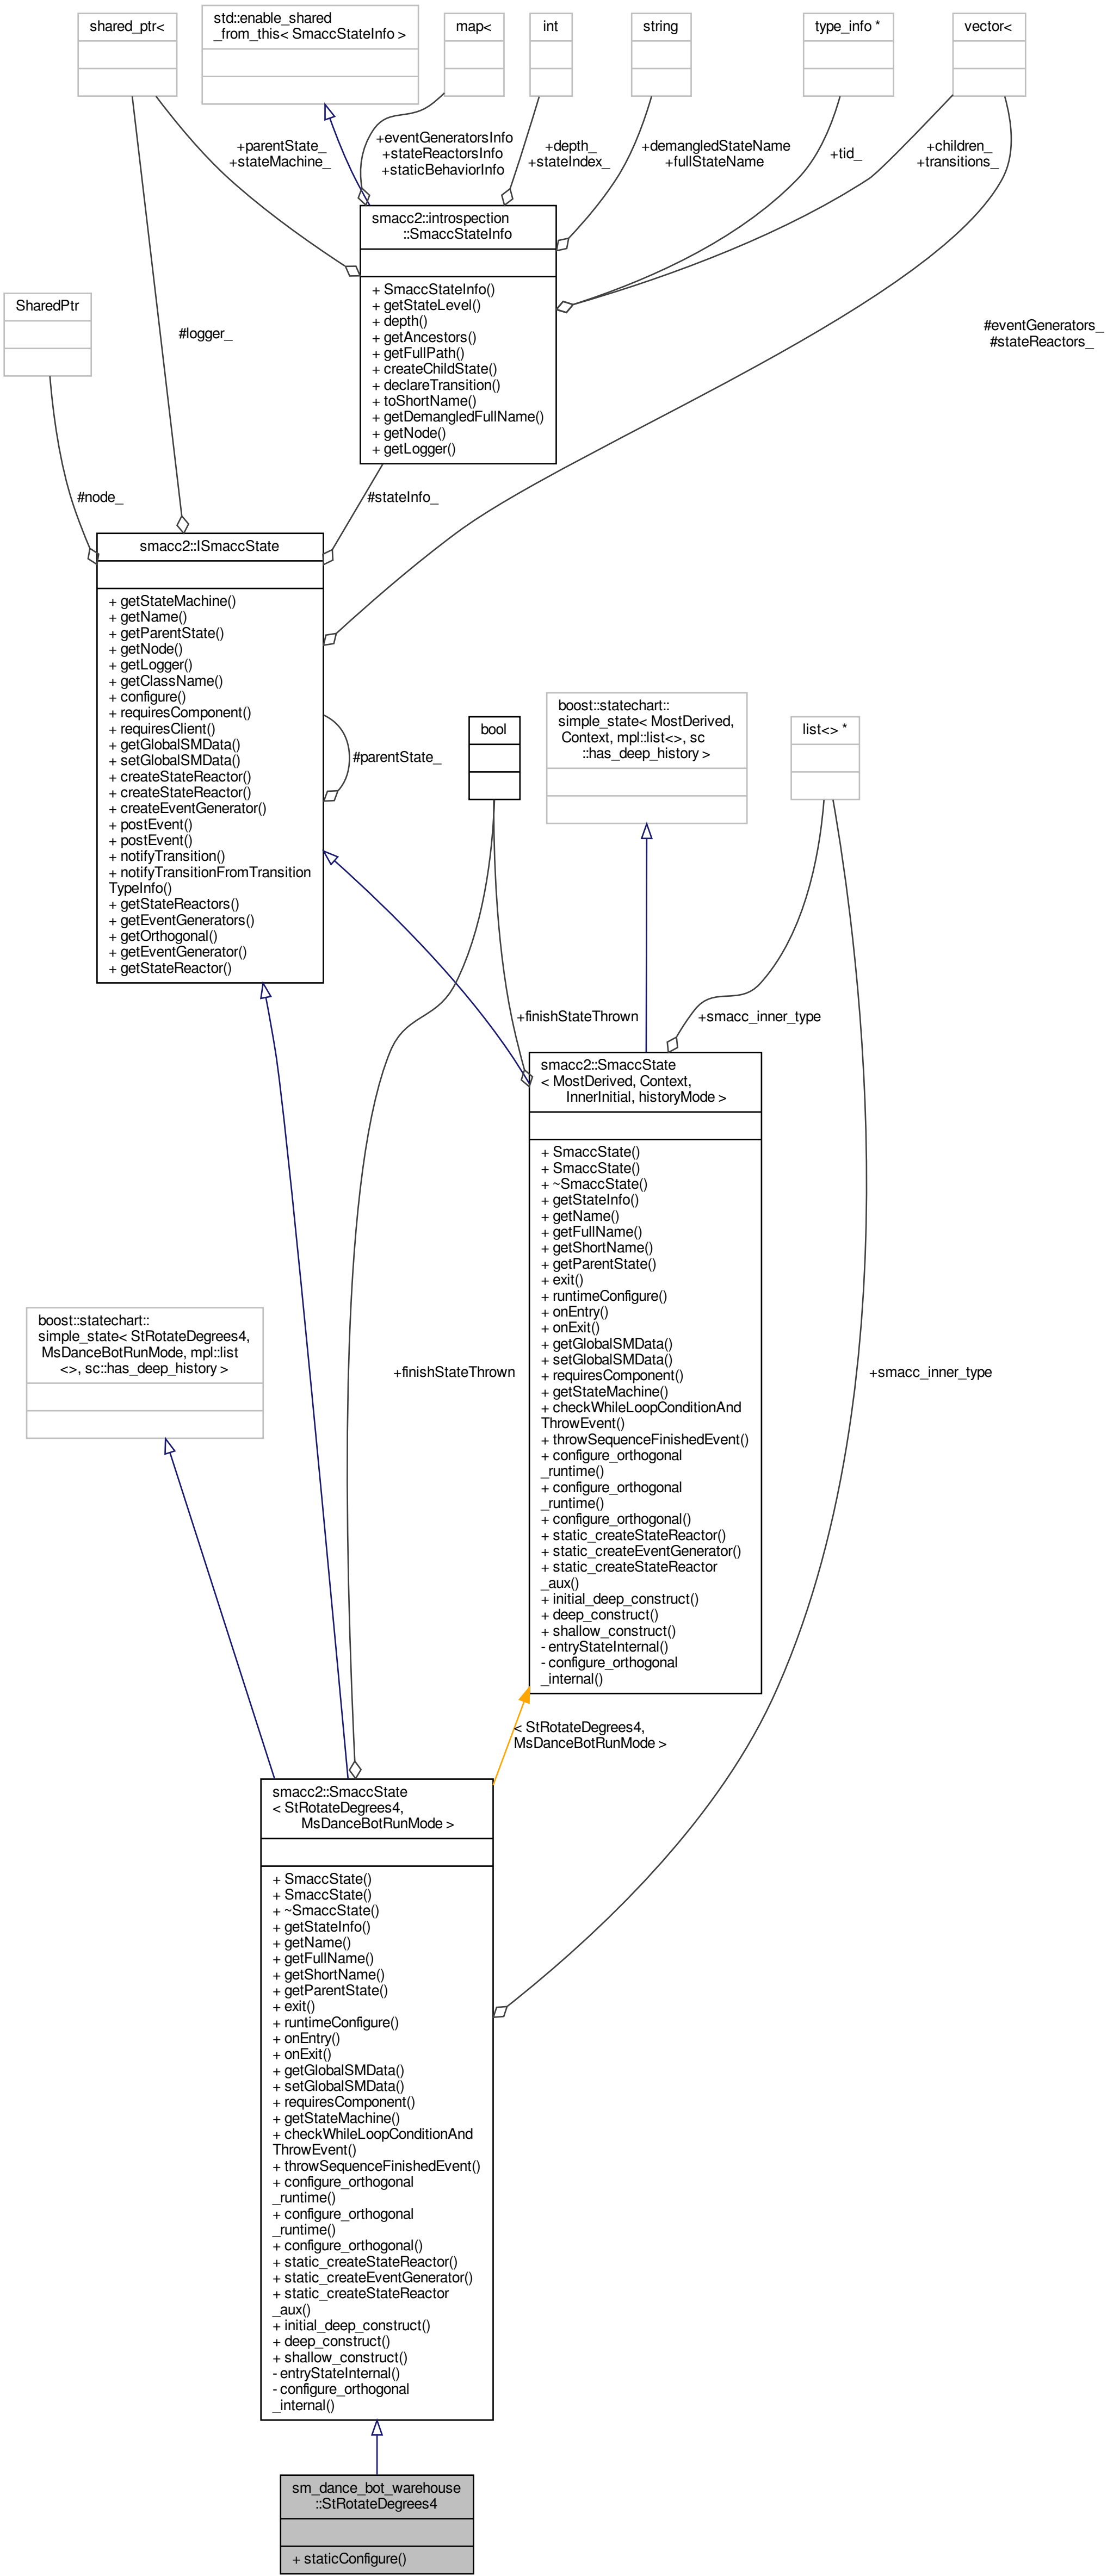 shared_ptr<
std::enable_shared
_from_this< SmaccStateInfo >
map<
int
string
type_info *
vector<
+parentState_
+stateMachine_
+eventGeneratorsInfo
+stateReactorsInfo
+staticBehaviorInfo
+depth_
+stateIndex_
+demangledStateName
+fullStateName
+tid_
+children_
+transitions_
smacc2::introspection
::SmaccStateInfo
+ SmaccStateInfo()
+ getStateLevel()
+ depth()
+ getAncestors()
+ getFullPath()
+ createChildState()
+ declareTransition()
+ toShortName()
+ getDemangledFullName()
+ getNode()
+ getLogger()
SharedPtr
#logger_
#eventGenerators_
#stateReactors_
#node_
#stateInfo_
smacc2::ISmaccState
+ getStateMachine()
+ getName()
+ getParentState()
+ getNode()
+ getLogger()
+ getClassName()
+ configure()
+ requiresComponent()
+ requiresClient()
+ getGlobalSMData()
+ setGlobalSMData()
+ createStateReactor()
+ createStateReactor()
+ createEventGenerator()
+ postEvent()
+ postEvent()
+ notifyTransition()
+ notifyTransitionFromTransition
TypeInfo()
+ getStateReactors()
+ getEventGenerators()
+ getOrthogonal()
+ getEventGenerator()
+ getStateReactor()
#parentState_
bool
boost::statechart::
simple_state< MostDerived,
Context, mpl::list<>, sc
::has_deep_history >
list<> *
+finishStateThrown
+smacc_inner_type
smacc2::SmaccState
< MostDerived, Context,
InnerInitial, historyMode >
+ SmaccState()
+ SmaccState()
+ ~SmaccState()
+ getStateInfo()
+ getName()
+ getFullName()
+ getShortName()
+ getParentState()
+ exit()
+ runtimeConfigure()
+ onEntry()
+ onExit()
+ getGlobalSMData()
+ setGlobalSMData()
+ requiresComponent()
+ getStateMachine()
+ checkWhileLoopConditionAnd
ThrowEvent()
+ throwSequenceFinishedEvent()
+ configure_orthogonal
_runtime()
+ configure_orthogonal
_runtime()
+ configure_orthogonal()
+ static_createStateReactor()
+ static_createEventGenerator()
+ static_createStateReactor
_aux()
+ initial_deep_construct()
+ deep_construct()
+ shallow_construct()
- entryStateInternal()
- configure_orthogonal
_internal()
boost::statechart::
simple_state< StRotateDegrees4,
MsDanceBotRunMode, mpl::list
<>, sc::has_deep_history >
+finishStateThrown
+smacc_inner_type
< StRotateDegrees4,
MsDanceBotRunMode >
smacc2::SmaccState
< StRotateDegrees4,
MsDanceBotRunMode >
+ SmaccState()
+ SmaccState()
+ ~SmaccState()
+ getStateInfo()
+ getName()
+ getFullName()
+ getShortName()
+ getParentState()
+ exit()
+ runtimeConfigure()
+ onEntry()
+ onExit()
+ getGlobalSMData()
+ setGlobalSMData()
+ requiresComponent()
+ getStateMachine()
+ checkWhileLoopConditionAnd
ThrowEvent()
+ throwSequenceFinishedEvent()
+ configure_orthogonal
_runtime()
+ configure_orthogonal
_runtime()
+ configure_orthogonal()
+ static_createStateReactor()
+ static_createEventGenerator()
+ static_createStateReactor
_aux()
+ initial_deep_construct()
+ deep_construct()
+ shallow_construct()
- entryStateInternal()
- configure_orthogonal
_internal()
sm_dance_bot_warehouse
::StRotateDegrees4
+ staticConfigure()